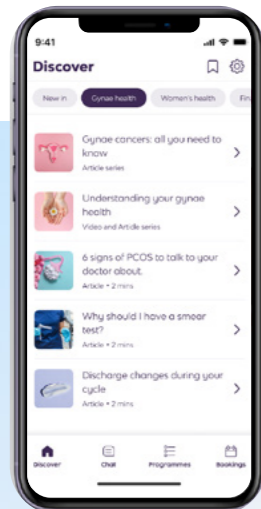 9:41
Discover
New in
Gynae health
Women's health
Gynae cancers: all you need to
know
Article series
Understanding your gynae
health
Video and Article series
6 signs of PCOS to talk to your
doctor about.
Article • 2 mins
Why should I have a smear
test?
Article • 2 mins
Discharge changes during your
cycle
Article • 2 mins
Discover
Chat
Programmes
Bookings